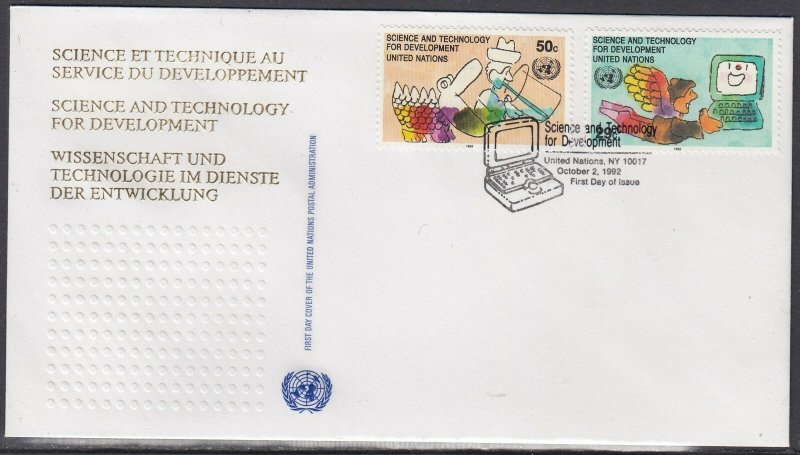 SCIENCE ET TECHNIQUE AU
SERVICE DU DEVELOPPEMENT
SCIENCE AND TECHNOLOGY
FOR DEVELOPMENT
WISSENSCHAFT UND
TECHNOLOGIE IM DIENSTE
DER ENTWICKLUNG
FIRST DAY COVER OF THE UNITED NATIONS POSTAL ADMINISTRATION
SCIENCE AND TECHNOLOGY
FOR DEVELOPMENT
UNITED NATIONS
50c
1992
SCIENCE AND TECHNOLOGY
FOR DEVELOPMENT
UNITED NATIONS
29c
1992
Science and Technology
for Development
United Nations, NY 10017
October 2, 1992
First Day of Issue